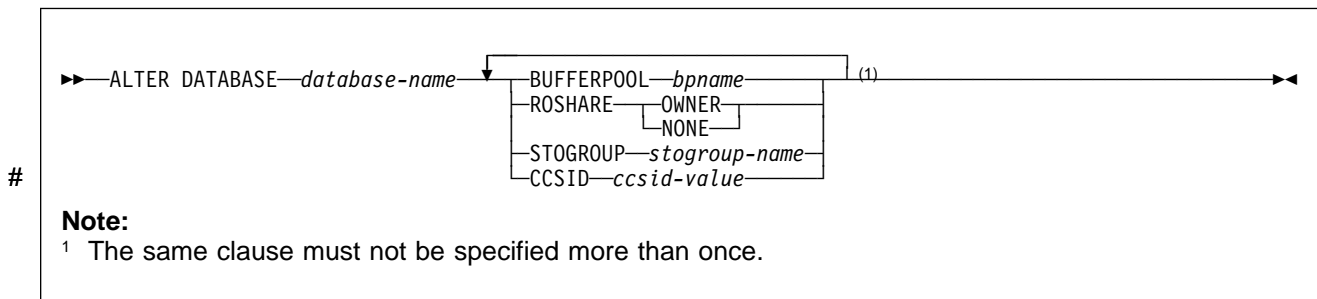 ALTER DATABASE database-name BUFFERPOOL bpname (1)
ROSHARE OWNER
NONE
STOGROUP stogroup-name
# CCSID ccsid-value
Note:
1 The same clause must not be specified more than once.